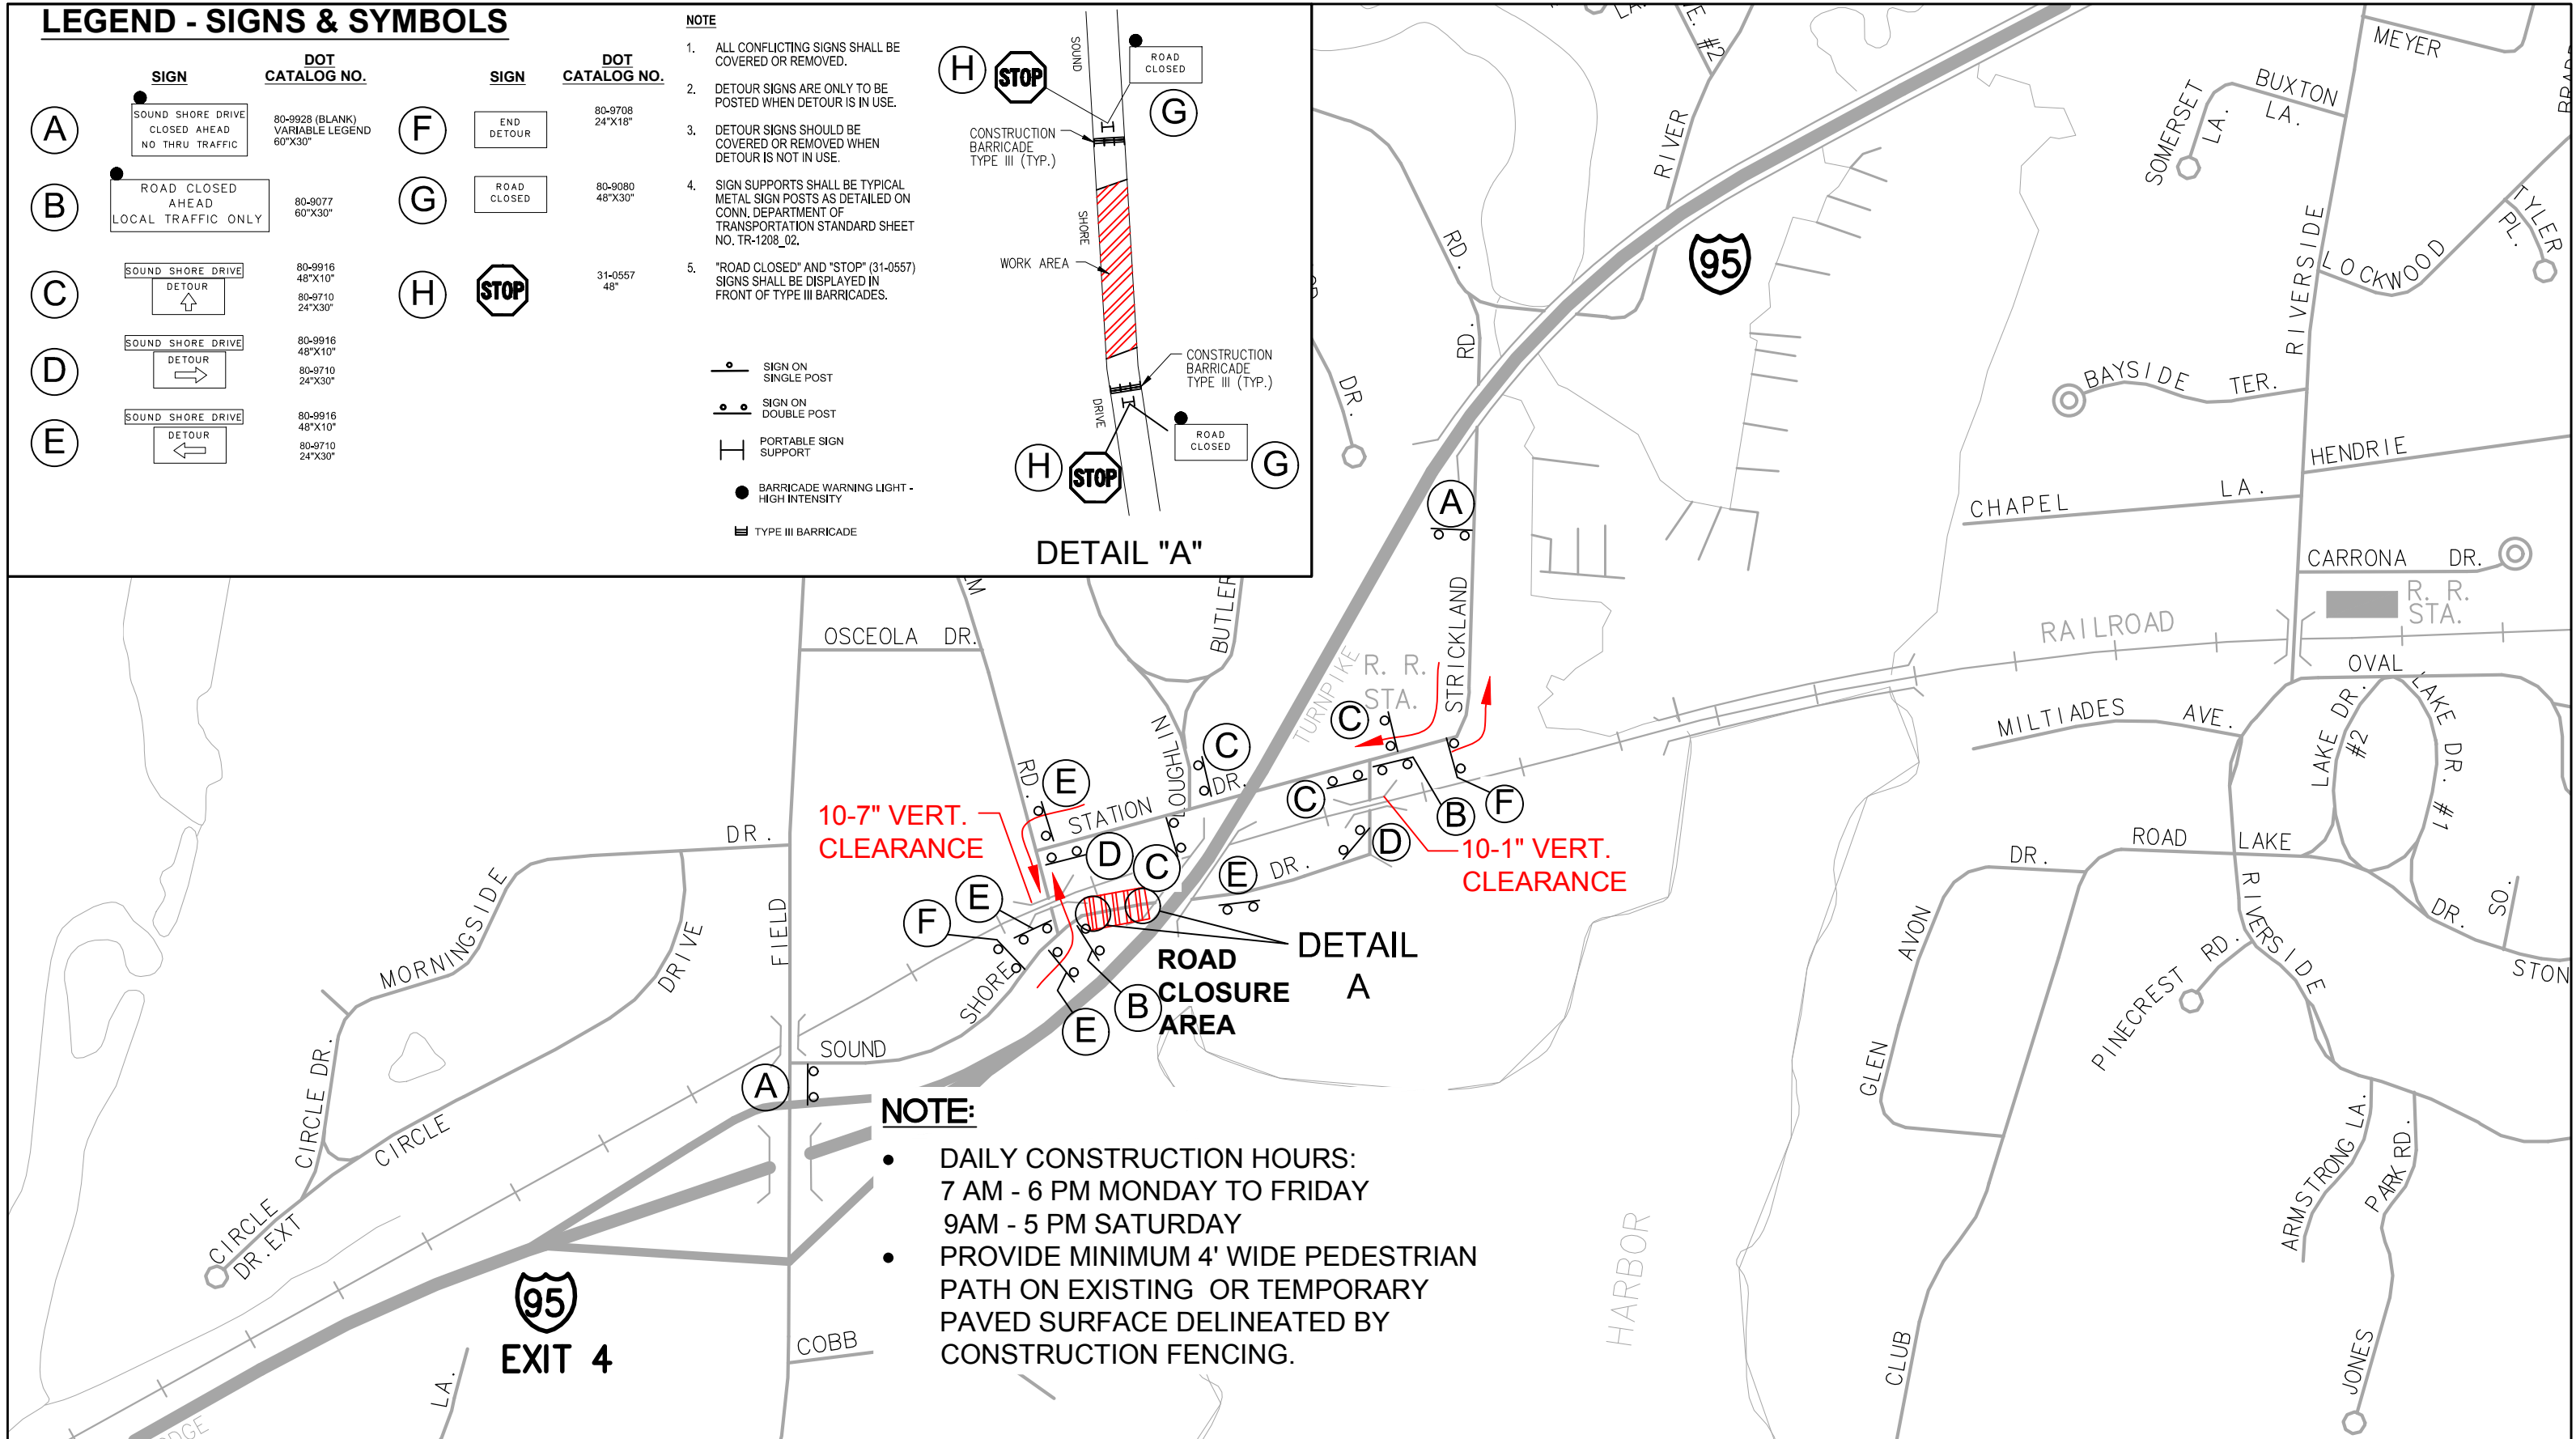 LEGEND - SIGNS & SYMBOLS
SIGN
DOT
CATALOG NO.
A
SOUND SHORE DRIVE
CLOSED AHEAD
NO THRU TRAFFIC
80-9928 (BLANK)
VARIABLE LEGEND
60"X30"
B
ROAD CLOSED
AHEAD
LOCAL TRAFFIC ONLY
80-9077
60"X30"
C
SOUND SHORE DRIVE
DETOUR
80-9916
48"X10"
80-9710
24"X30"
D
SOUND SHORE DRIVE
DETOUR
80-9916
48"X10"
80-9710
24"X30"
E
SOUND SHORE DRIVE
DETOUR
80-9916
48"X10"
80-9710
24"X30"
SIGN
DOT
CATALOG NO.
F
END
DETOUR
80-9708
24"X18"
G
ROAD
CLOSED
80-9080
48"X30"
H
STOP
31-0557
48"
NOTE
1. ALL CONFLICTING SIGNS SHALL BE
COVERED OR REMOVED.
2. DETOUR SIGNS ARE ONLY TO BE
POSTED WHEN DETOUR IS IN USE.
3. DETOUR SIGNS SHOULD BE
COVERED OR REMOVED WHEN
DETOUR IS NOT IN USE.
4. SIGN SUPPORTS SHALL BE TYPICAL
METAL SIGN POSTS AS DETAILED ON
CONN. DEPARTMENT OF
TRANSPORTATION STANDARD SHEET
NO. TR-1208_02.
5. "ROAD CLOSED" AND "STOP" (31-0557)
SIGNS SHALL BE DISPLAYED IN
FRONT OF TYPE III BARRICADES.
SIGN ON
SINGLE POST
SIGN ON
DOUBLE POST
PORTABLE SIGN
SUPPORT
BARRICADE WARNING LIGHT -
HIGH INTENSITY
TYPE III BARRICADE
H
STOP
SOUND
ROAD
CLOSED
G
CONSTRUCTION
BARRICADE
TYPE III (TYP.)
SHORE
WORK AREA
CONSTRUCTION
BARRICADE
TYPE III (TYP.)
DRIVE
ROAD
CLOSED
H
STOP
G
DETAIL "A"
LA.
#2
RIVER
RD.
RD.
DR.
95
MEYER
SOMERSET
LA.
BUXTON
LA.
TYLER
PL.
LOCKWOOD
RIVERSIDE
BAYSIDE TER.
HENDRIE
CHAPEL LA.
CARRONA DR.
R. R.
STA.
RAILROAD
OVAL
LAKE DR.
#2
LAKE DR. #1
MILTIADES AVE.
ROAD
LAKE
DR.
SO.
STON
DR.
AVON
GLEN
CLUB
RIVERSIDE
PINECREST RD.
ARMSTRONG LA.
PARK RD.
JONES
HARBOR
A
STRICKLAND
R. R.
STA.
TURNPIKE
BUTLER
OSCEOLA DR.
LOUGHLIN
RD.
STATION DR.
E
C
C
C
B
F
D
D
C
E
DR.
10-7" VERT.
CLEARANCE
10-1" VERT.
CLEARANCE
F
E
E
B
ROAD
CLOSURE
AREA
DETAIL
A
SHORE
SOUND
A
FIELD
DR.
MORNINGSIDE
DRIVE
CIRCLE
CIRCLE DR.
CIRCLE
DR. EXT
95
EXIT 4
LA.
COBB
NOTE:
• DAILY CONSTRUCTION HOURS:
7 AM - 6 PM MONDAY TO FRIDAY
9AM - 5 PM SATURDAY
• PROVIDE MINIMUM 4' WIDE PEDESTRIAN
PATH ON EXISTING OR TEMPORARY
PAVED SURFACE DELINEATED BY
CONSTRUCTION FENCING.